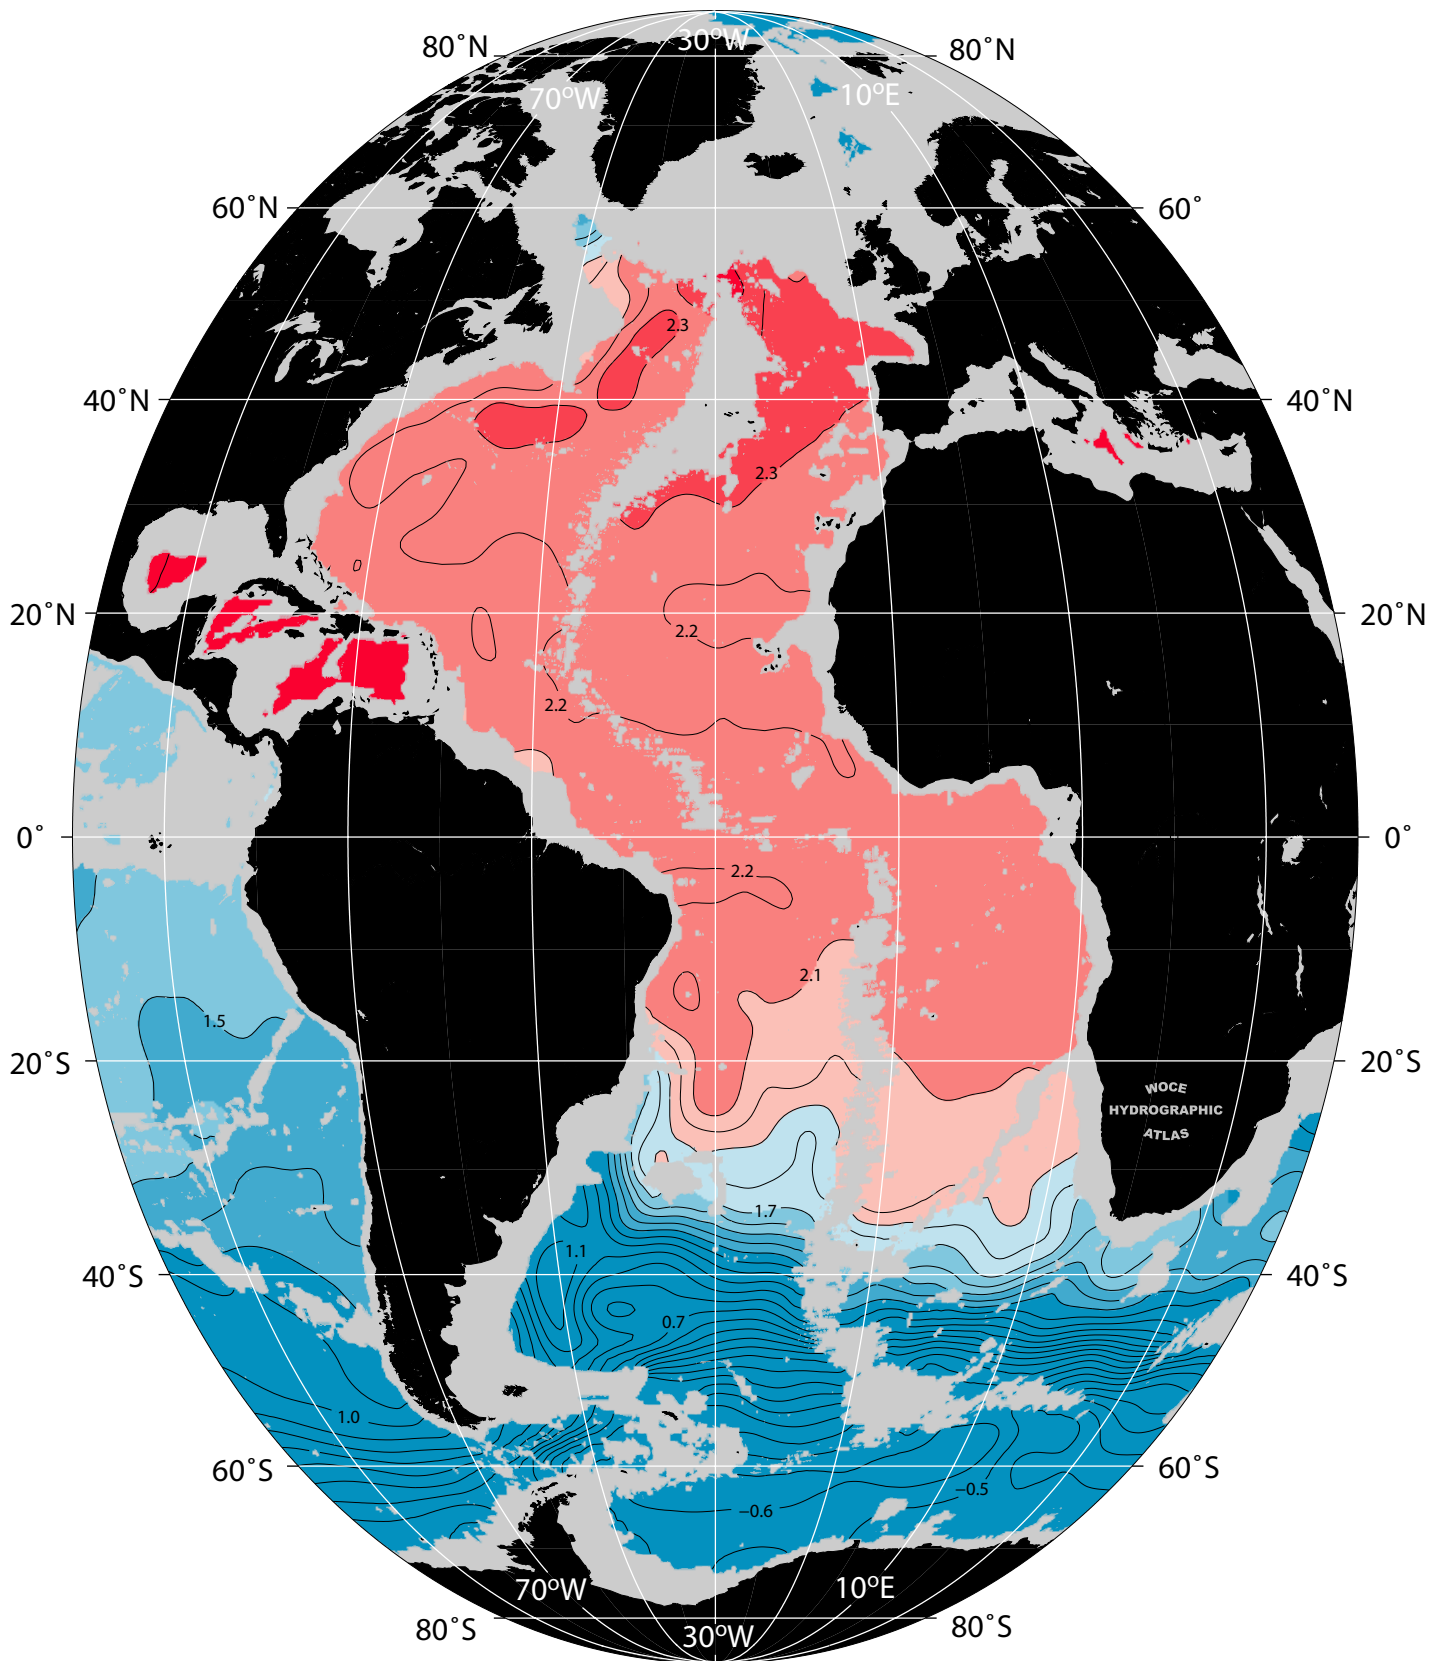 30ºW
80˚N 80˚N
70ºW 10ºE
60˚N 60˚
2.3
40˚N 40˚N
2.3
20˚N 20˚N
2.2
2.2
0˚ 0˚
2.2
2.1
1.5
20˚S 20˚S
WOCE
HYDROGRAPHIC
ATLAS
1.7
1.1
40˚S 40˚S
0.7
1.0
60˚S 60˚S
−0.5
−0.6
70ºW 10ºE
80˚S 80˚S
30ºW